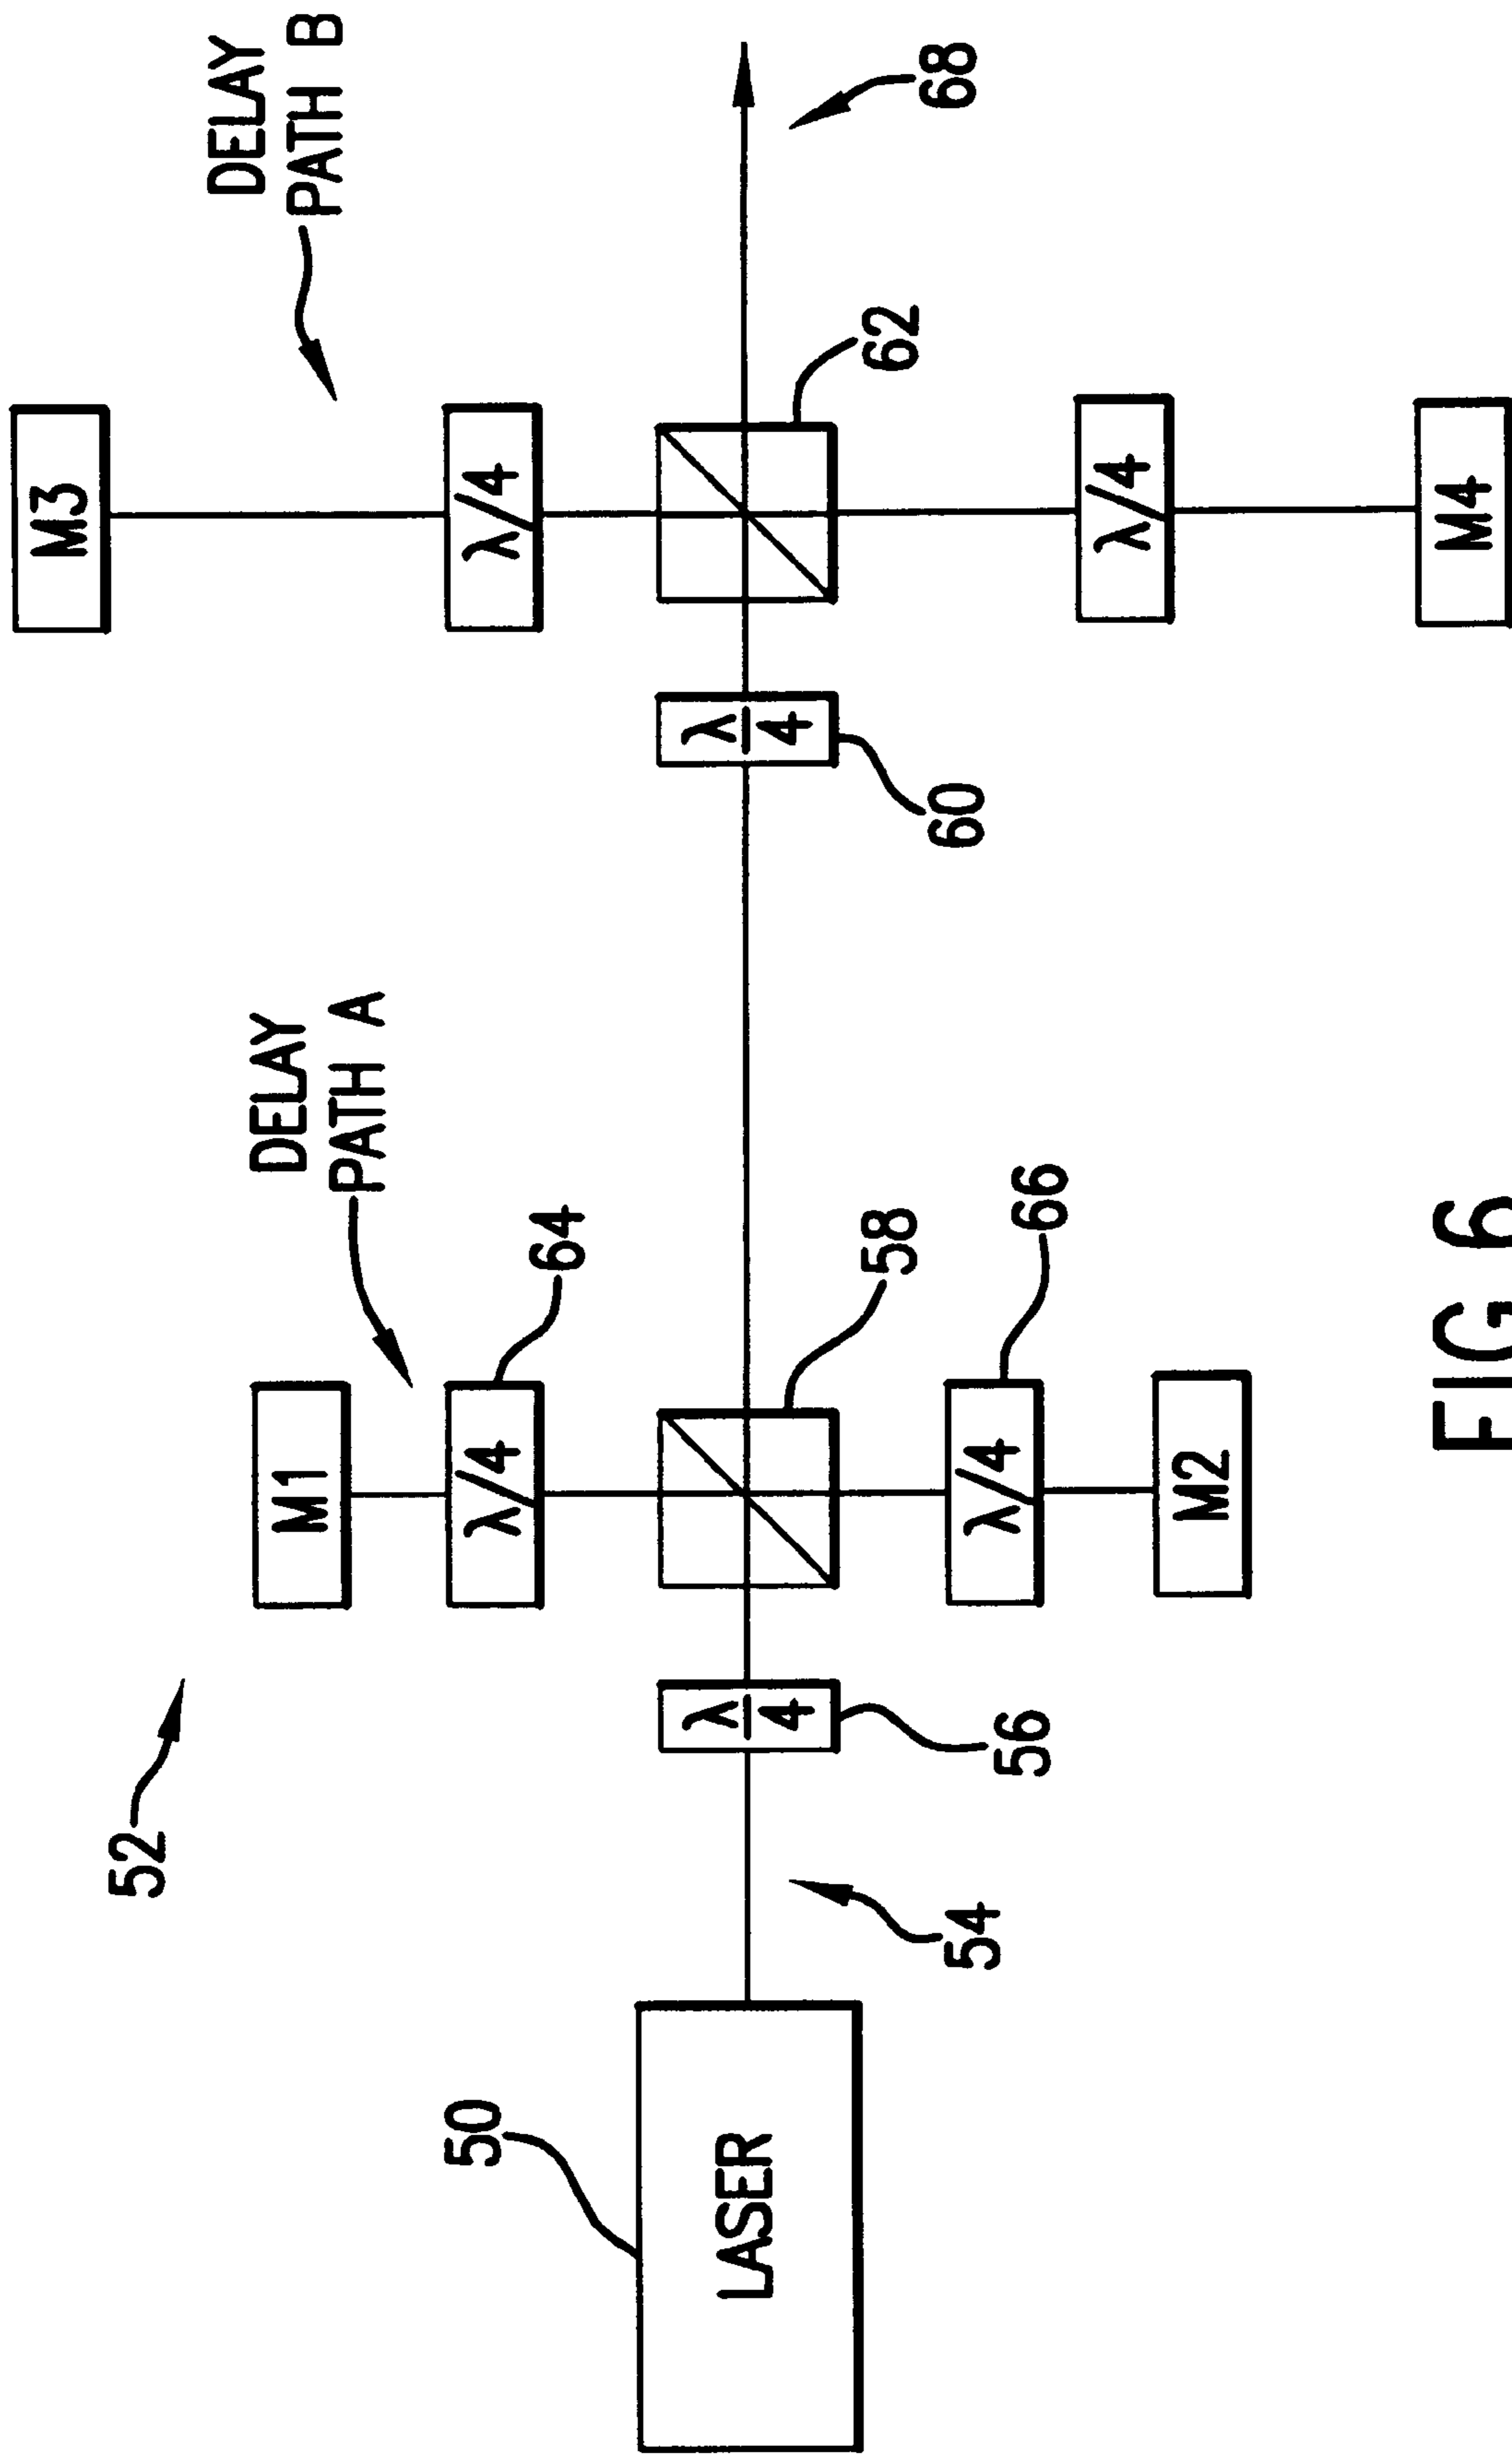 52
DELAY
PATH A
DELAY
PATH B
M1
M3
50
λ/4
64
λ/4
LASER
54
λ
4
56
58
λ
4
60
62
68
λ/4
66
λ/4
M2
M4
FIG. 6